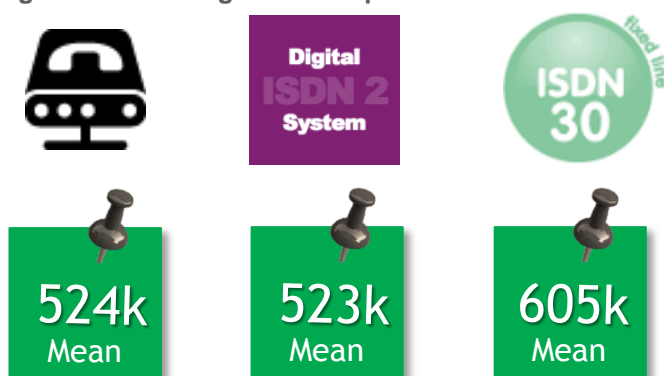 Digital
ISDN 2
System
fixed line
ISDN
30
524k
Mean
523k
Mean
605k
Mean